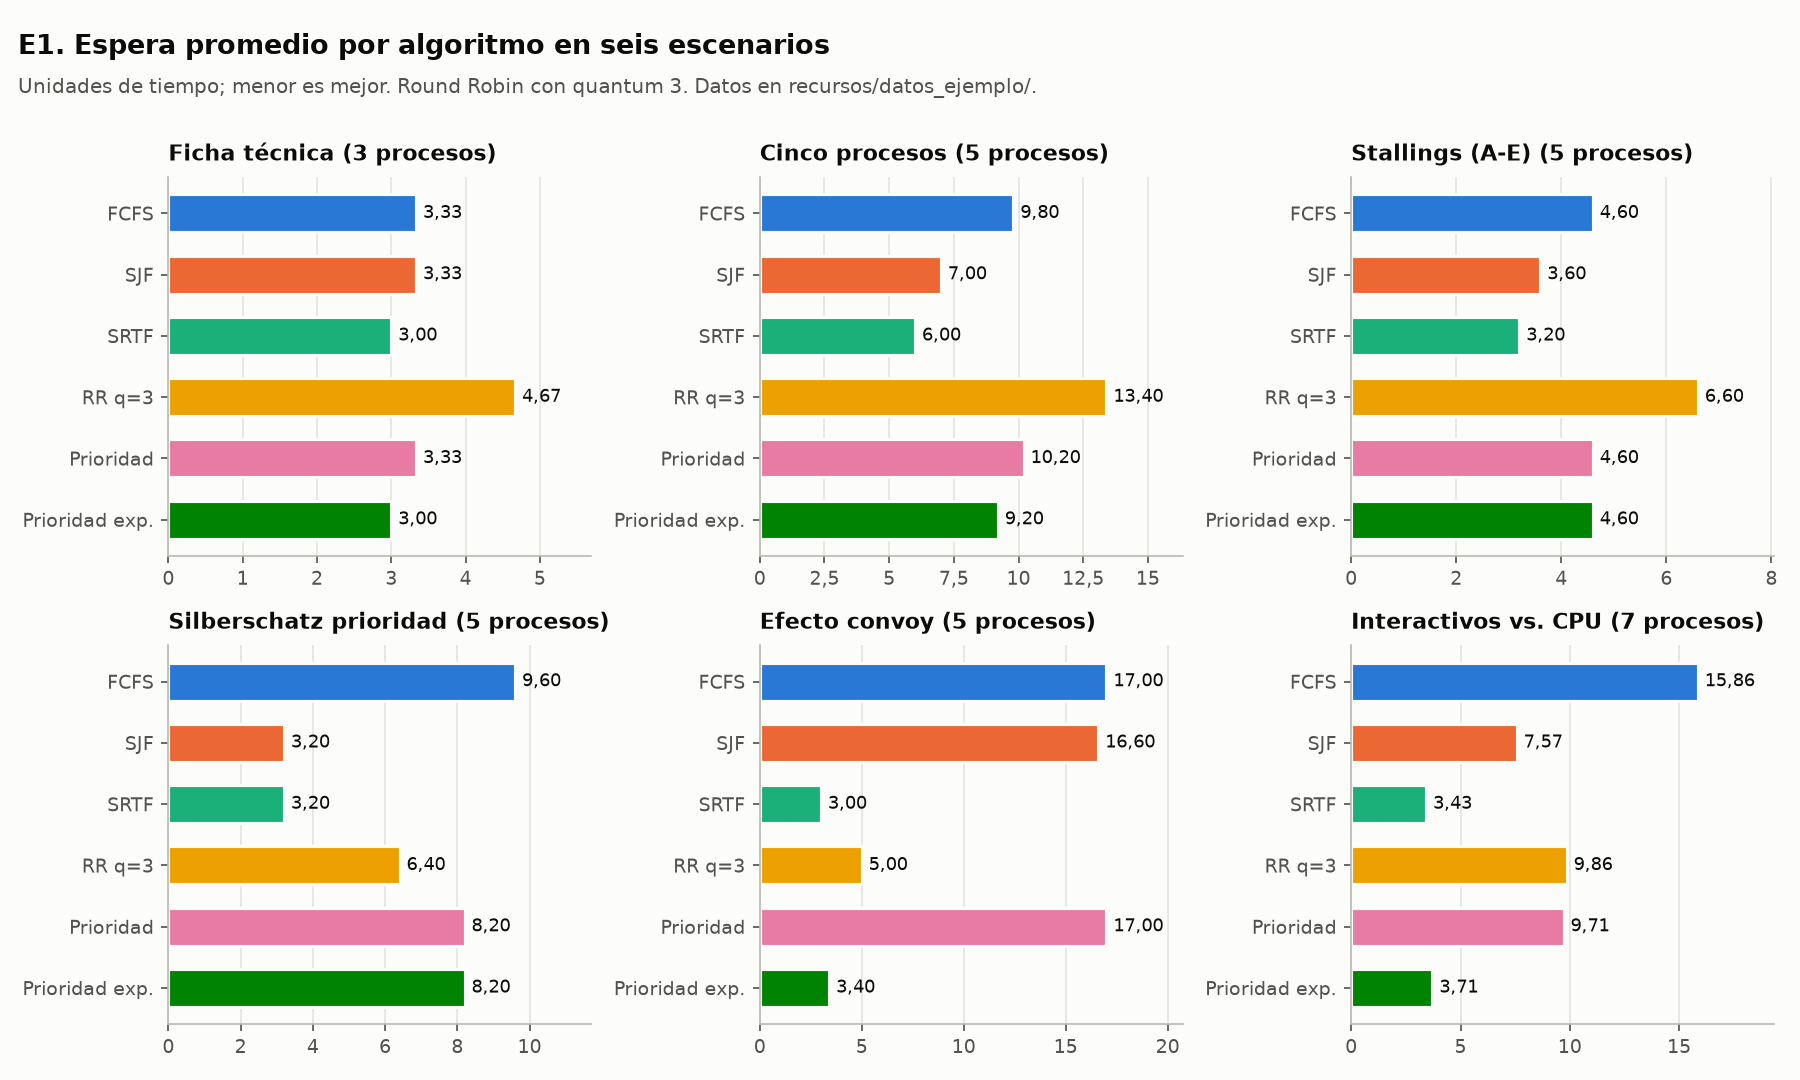 E1. Espera promedio por algoritmo en seis escenarios
Unidades de tiempo; menor es mejor. Round Robin con quantum 3. Datos en recursos/datos_ejemplo/.
Ficha técnica (3 procesos)
FCFS 3,33
SJF 3,33
SRTF 3,00
RR q=3 4,67
Prioridad 3,33
Prioridad exp. 3,00
0 1 2 3 4 5
Cinco procesos (5 procesos)
FCFS 9,80
SJF 7,00
SRTF 6,00
RR q=3 13,40
Prioridad 10,20
Prioridad exp. 9,20
0 2,5 5 7,5 10 12,5 15
Stallings (A-E) (5 procesos)
FCFS 4,60
SJF 3,60
SRTF 3,20
RR q=3 6,60
Prioridad 4,60
Prioridad exp. 4,60
0 2 4 6 8
Silberschatz prioridad (5 procesos)
FCFS 9,60
SJF 3,20
SRTF 3,20
RR q=3 6,40
Prioridad 8,20
Prioridad exp. 8,20
0 2 4 6 8 10
Efecto convoy (5 procesos)
FCFS 17,00
SJF 16,60
SRTF 3,00
RR q=3 5,00
Prioridad 17,00
Prioridad exp. 3,40
0 5 10 15 20
Interactivos vs. CPU (7 procesos)
FCFS 15,86
SJF 7,57
SRTF 3,43
RR q=3 9,86
Prioridad 9,71
Prioridad exp. 3,71
0 5 10 15